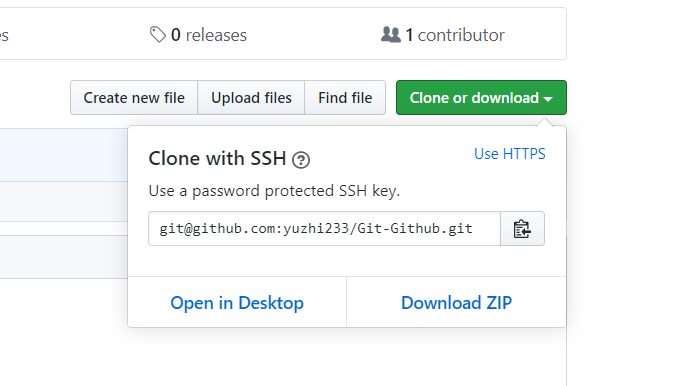 0 releases
1 contributor
Create new file
Upload files
Find file
Clone or download
Clone with SSH
Use HTTPS
Use a password protected SSH key.
git@github.com:yuzhi233/Git-Github.git
Open in Desktop
Download ZIP